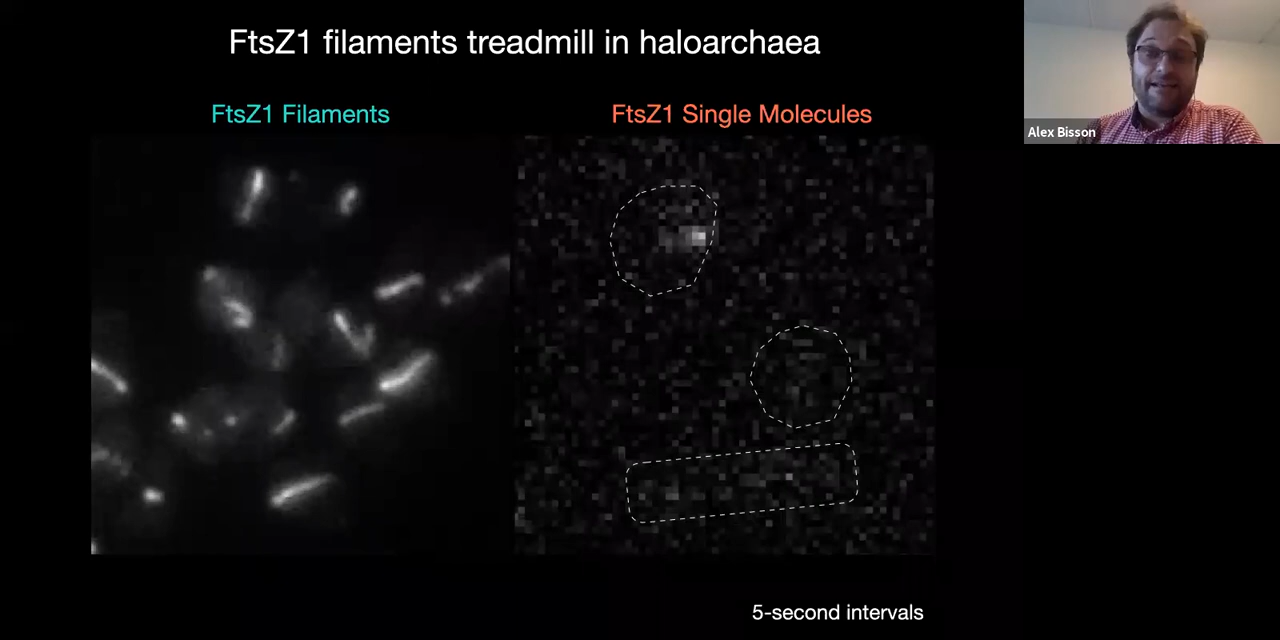 FtsZ1 filaments treadmill in haloarchaea
FtsZ1 Filaments
FtsZ1 Single Molecules
Alex Bisson
5-second intervals